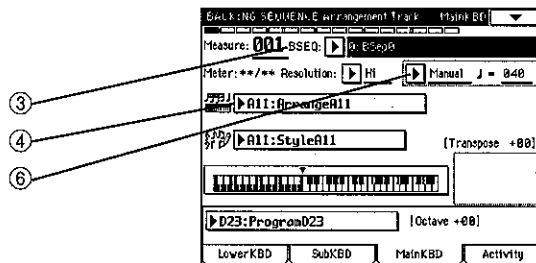 BACKING SEQUENCE Arrangement Track MainKBD
Measure: 001 BSEQ: 0: BSeq0
Meter: **/** Resolution: Hi Manual ♩ = 040
③
④ A11:ArrangeA11
A11:StyleA11 [Transpose +00]
⑥
D23:ProgramD23 [Octave +00]
LowerKBD SubKBD MainKBD Activity